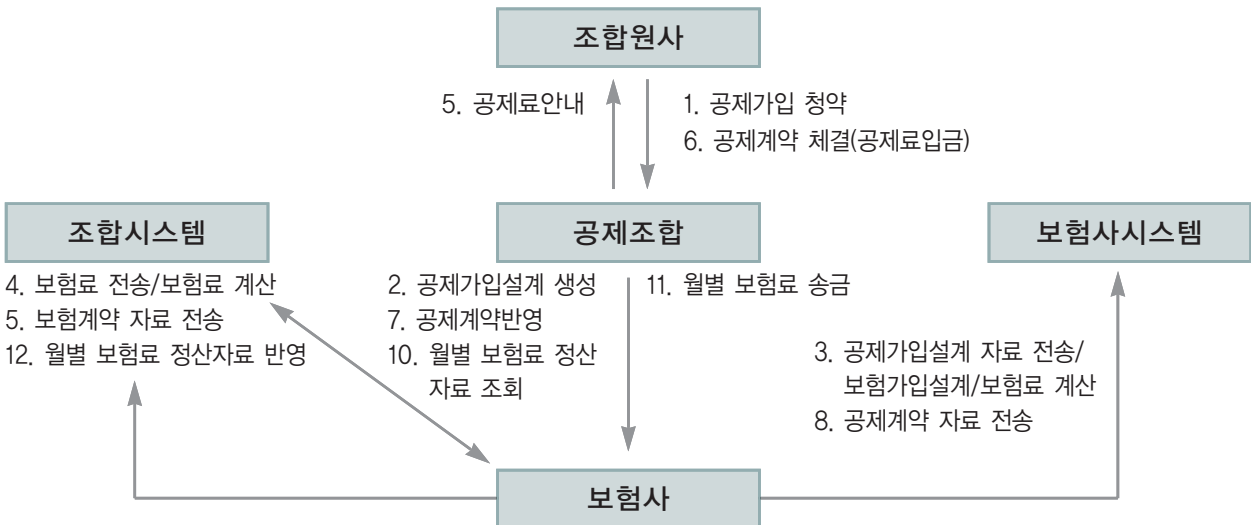 조합원사
5. 공제료안내
1. 공제가입 청약
6. 공제계약 체결(공제료입금)
조합시스템
공제조합
보험사시스템
4. 보험료 전송/보험료 계산
5. 보험계약 자료 전송
12. 월별 보험료 정산자료 반영
2. 공제가입설계 생성
7. 공제계약반영
10. 월별 보험료 정산
자료 조회
11. 월별 보험료 송금
3. 공제가입설계 자료 전송/
보험가입설계/보험료 계산
8. 공제계약 자료 전송
보험사